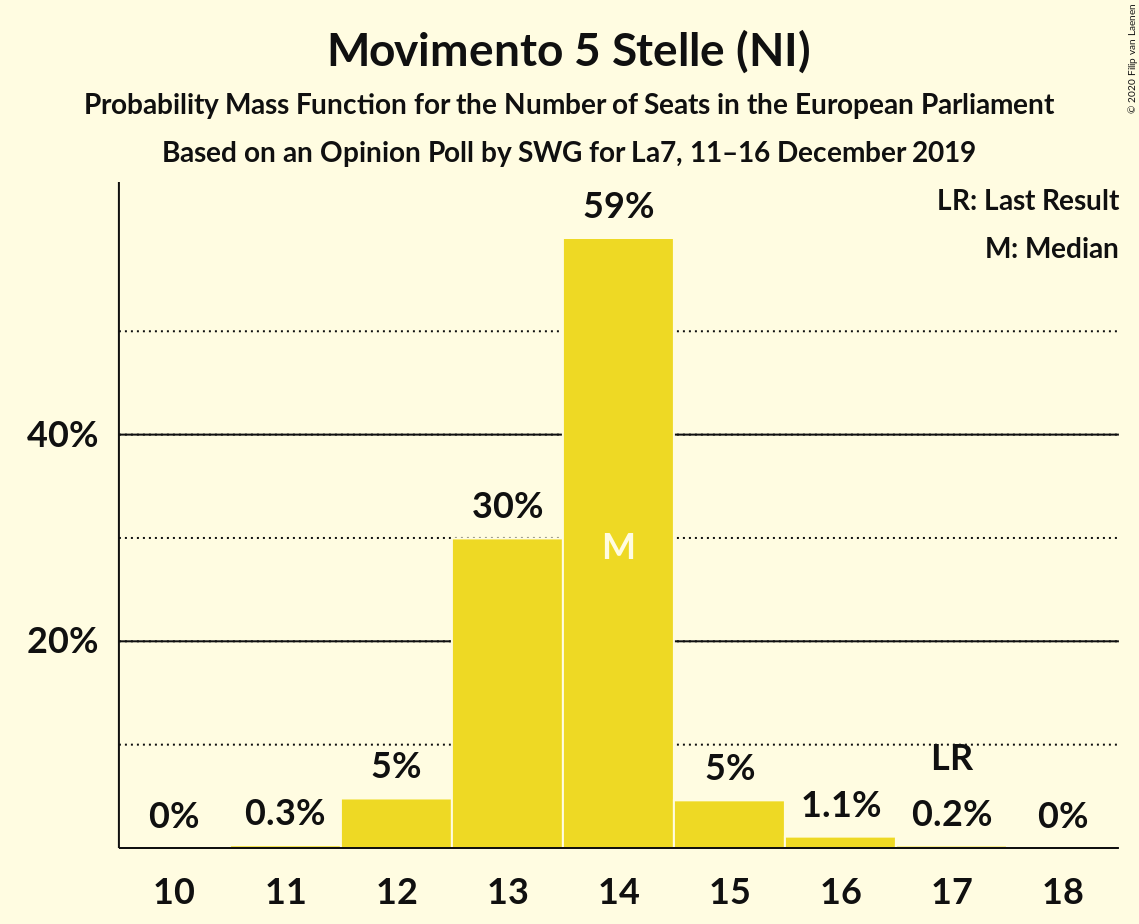 Movimento 5 Stelle (NI)
Probability Mass Function for the Number of Seats in the European Parliament
Based on an Opinion Poll by SWG for La7, 11–16 December 2019
© 2020 Filip van Laenen
LR: Last Result
M: Median
59%
40%
30%
M
20%
LR
5%
5%
0%
0.3%
1.1%
0.2%
0%
10 11 12 13 14 15 16 17 18